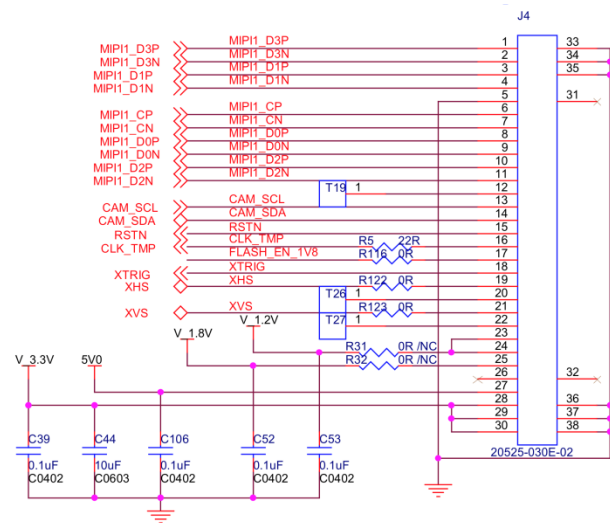 J4
MIPI1_D3P MIPI1_D3P 1 33
MIPI1_D3N MIPI1_D3N 2 34
MIPI1_D1P MIPI1_D1P 3 35
MIPI1_D1N MIPI1_D1N 4
5 31
MIPI1_CP MIPI1_CP 6
MIPI1_CN MIPI1_CN 7
MIPI1_D0P MIPI1_D0P 8
MIPI1_D0N MIPI1_D0N 9
MIPI1_D2P MIPI1_D2P 10
MIPI1_D2N MIPI1_D2N 11
T19 1 12
CAM_SCL CAM_SCL 13
CAM_SDA CAM_SDA 14
RSTN RSTN 15
CLK_TMP CLK_TMP R5 22R 16
FLASH_EN_1V8 R116 0R 17
XTRIG XTRIG 18
XHS XHS R122 0R 19
T26 1 20
XVS XVS R123 0R 21
T27 1 22
V_1.8V V_1.2V 23
R31 0R /NC 24
V_3.3V 5V0 R32 0R /NC 25
26 32
27
28 36
29 37
30 38
20525-030E-02
C39 C44 C106 C52 C53
0.1uF 10uF 0.1uF 0.1uF 0.1uF
C0402 C0603 C0402 C0402 C0402